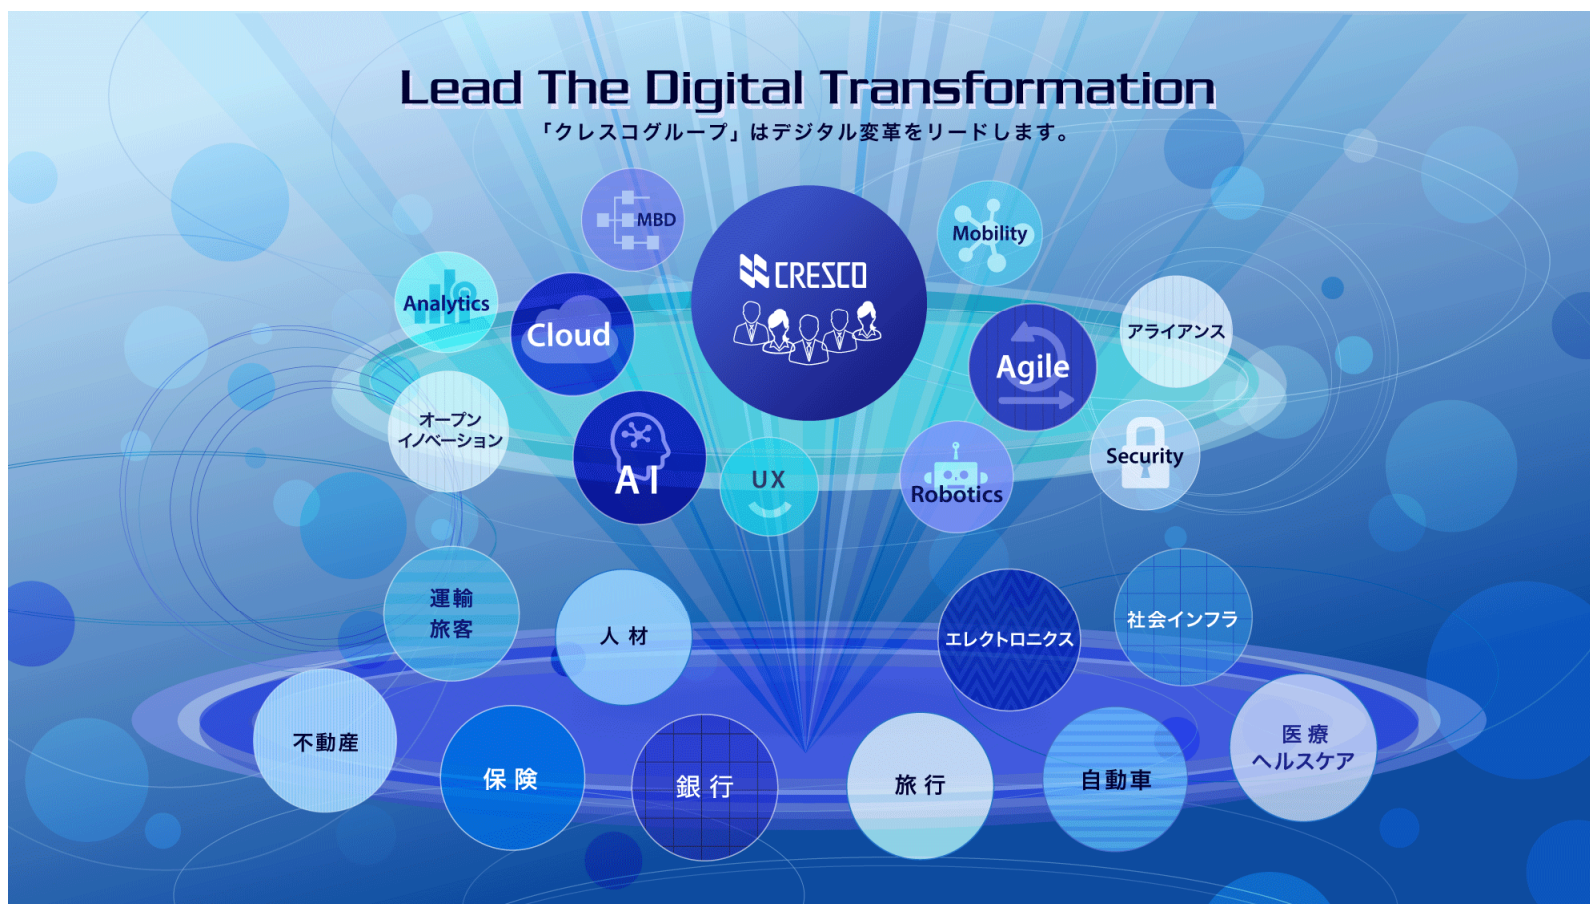 Lead The Digital Transformation
「クレスコグループ」はデジタル変革をリードします。
MBD
CRESCO
Mobility
Analytics
Cloud
Agile
アライアンス
オープン
イノベーション
AI
UX
Robotics
Security
運輸
旅客
人材
エレクトロニクス
社会インフラ
不動産
保険
銀行
旅行
自動車
医療
ヘルスケア